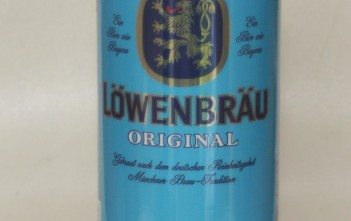 Ein
Bier wie
Bayern
Ein
Bier wie
Bayern
LÖWENBRÄU
ORIGINAL
Gebraut nach dem deutschen Reinheitsgebot
Münchner Brau-Tradition